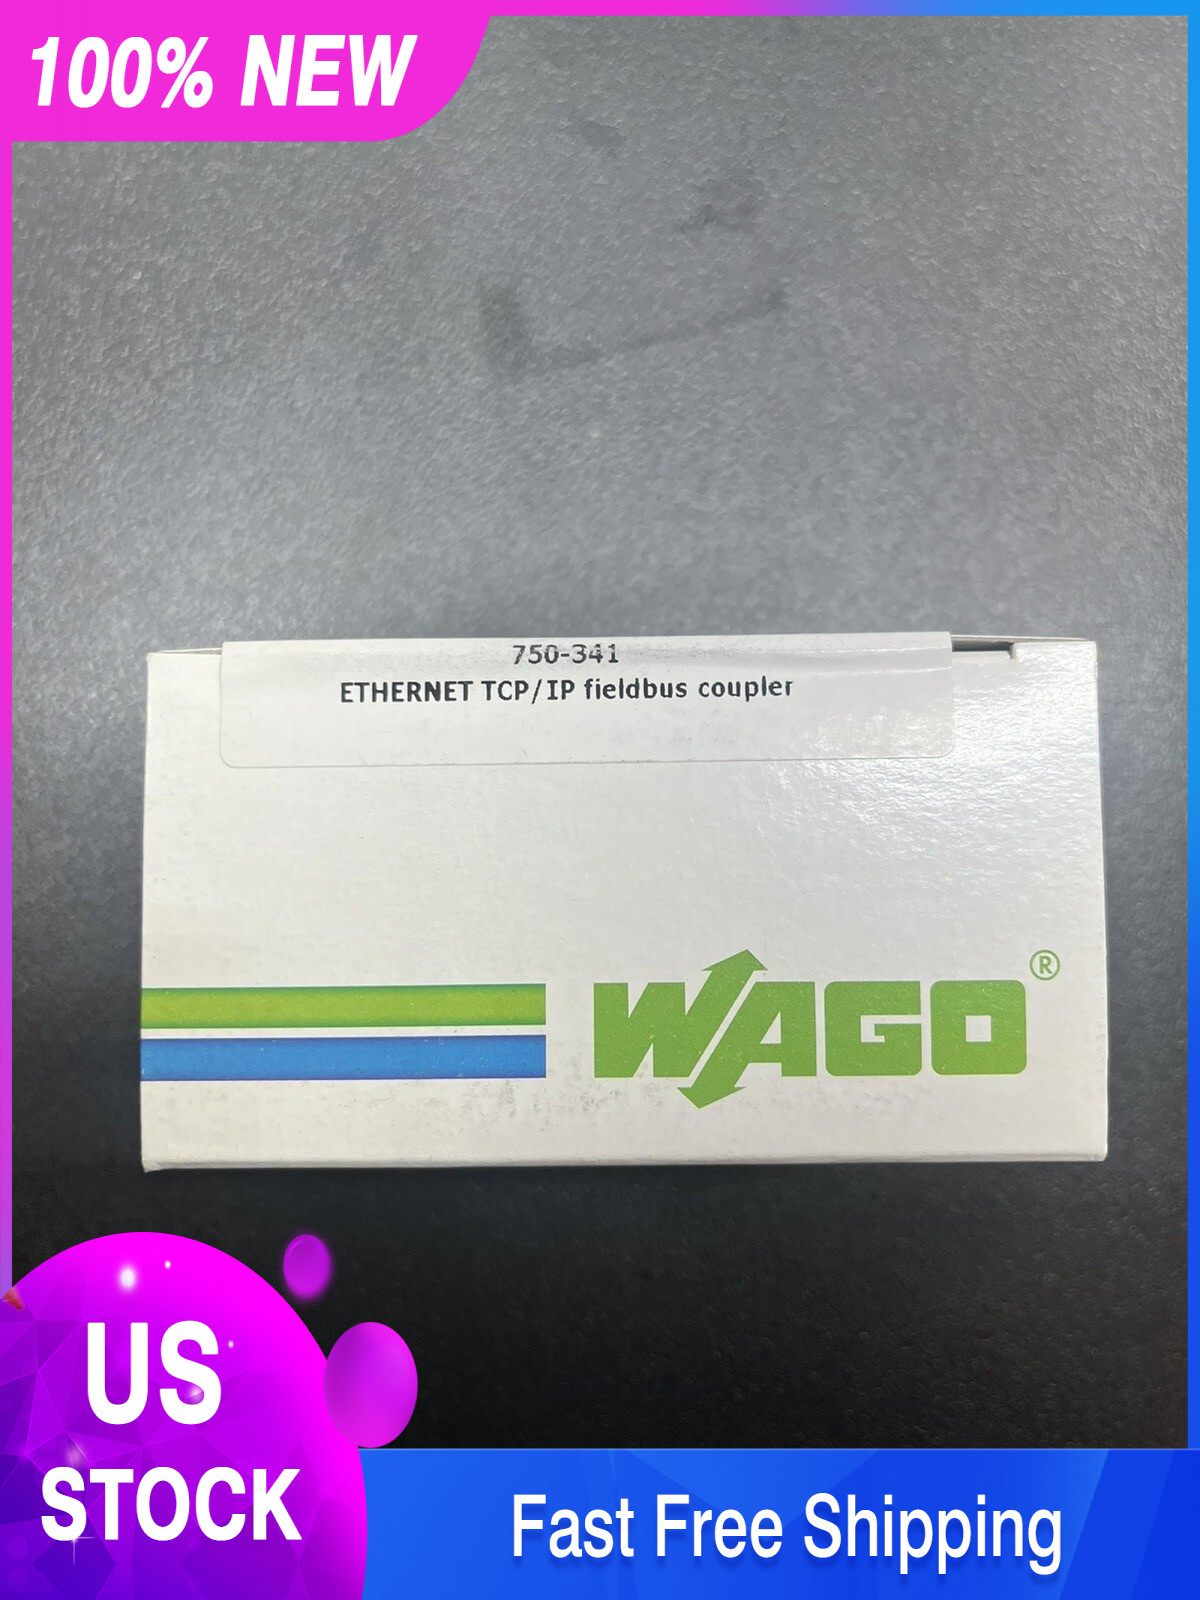 100% NEW
750-341
ETHERNET TCP/IP fieldbus coupler
WAGO®
US
STOCK
Fast Free Shipping